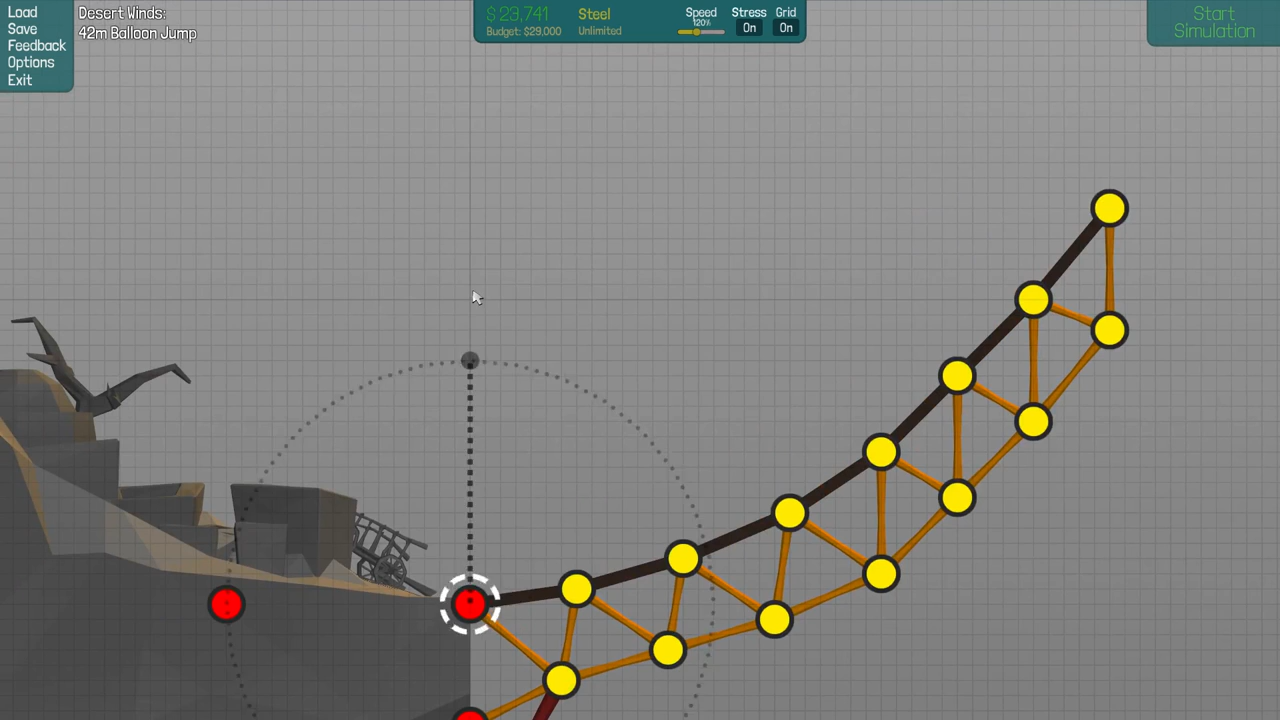 Load
Save
Feedback
Options
Exit
Desert Winds:
42m Balloon Jump
$ 23,741
Budget: $29,000
Steel
Unlimited
Speed
120%
Stress
On
Grid
On
Start
Simulation